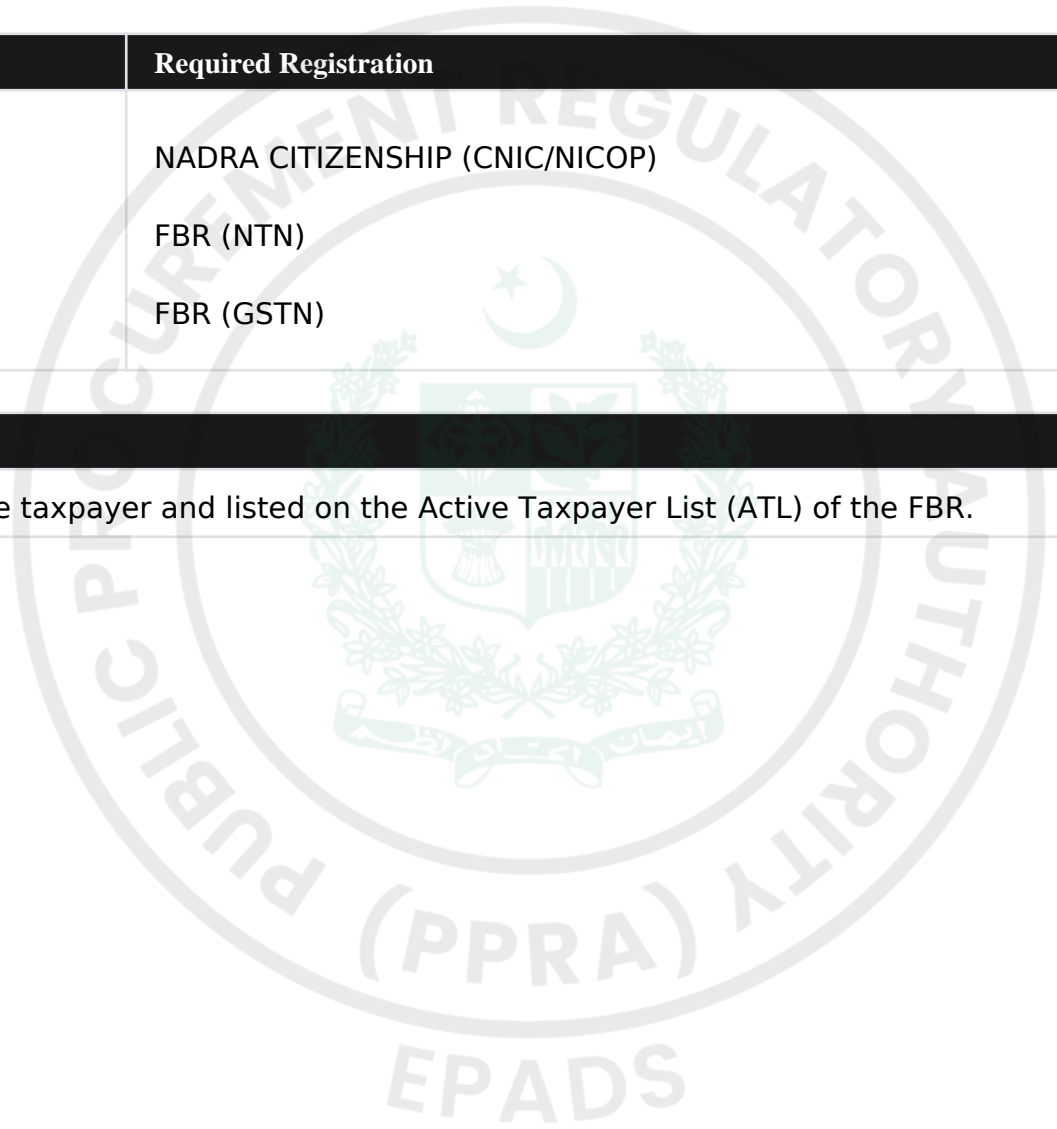 Required Registration
NADRA CITIZENSHIP (CNIC/NICOP)
FBR (NTN)
FBR (GSTN)
e taxpayer and listed on the Active Taxpayer List (ATL) of the FBR.
PUBLIC PROCUREMENT REGULATORY AUTHORITY
(PPRA)
EPADS